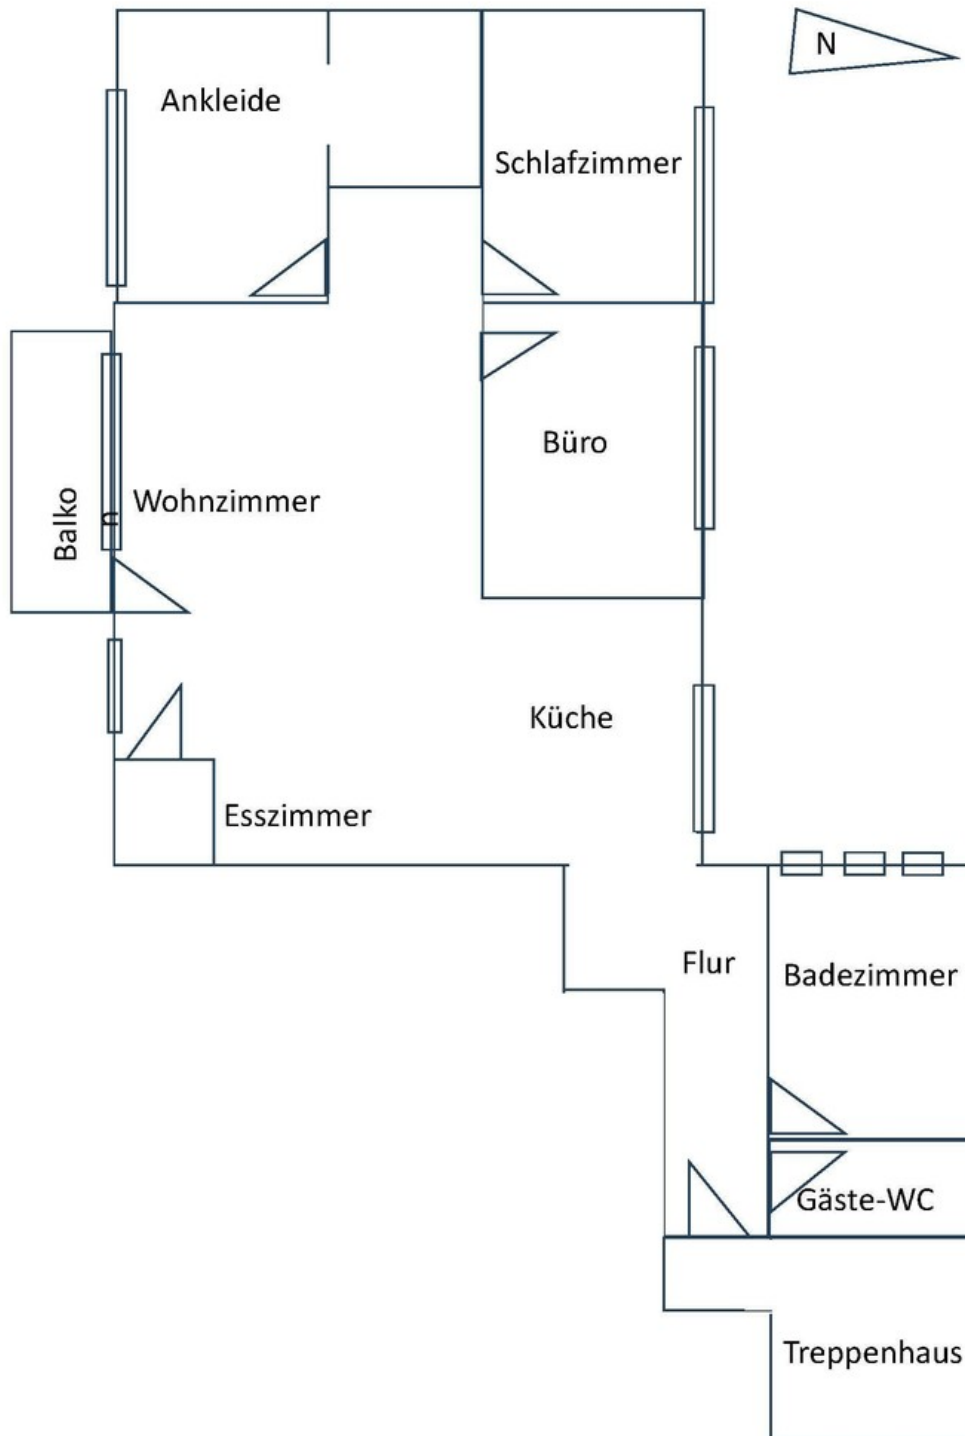 N
Ankleide
Schlafzimmer
Büro
Wohnzimmer
Balko
n
Küche
Esszimmer
Flur
Badezimmer
Gäste-WC
Treppenhaus